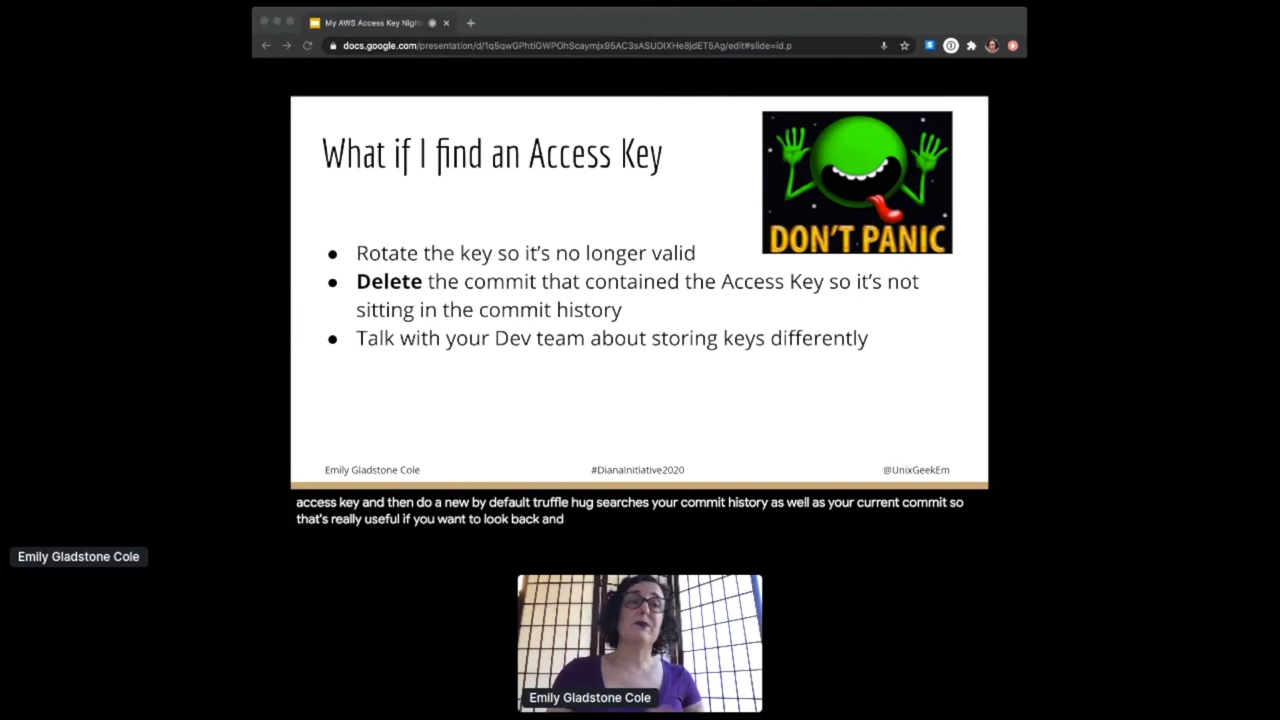 My AWS Access Key Nigh
docs.google.com/presentation/d/1q5qwGPhtlGWPOhScaymjx95AC3sASUDIXHe8jdET5Ag/edit#slide=id.p
What if I find an Access Key
DON'T PANIC
● Rotate the key so it's no longer valid
● Delete the commit that contained the Access Key so it's not
sitting in the commit history
● Talk with your Dev team about storing keys differently
Emily Gladstone Cole
#DianaInitiative2020
@UnixGeekEm
access key and then do a new by default truffle hug searches your commit history as well as your current commit so
that's really useful if you want to look back and
Emily Gladstone Cole
Emily Gladstone Cole